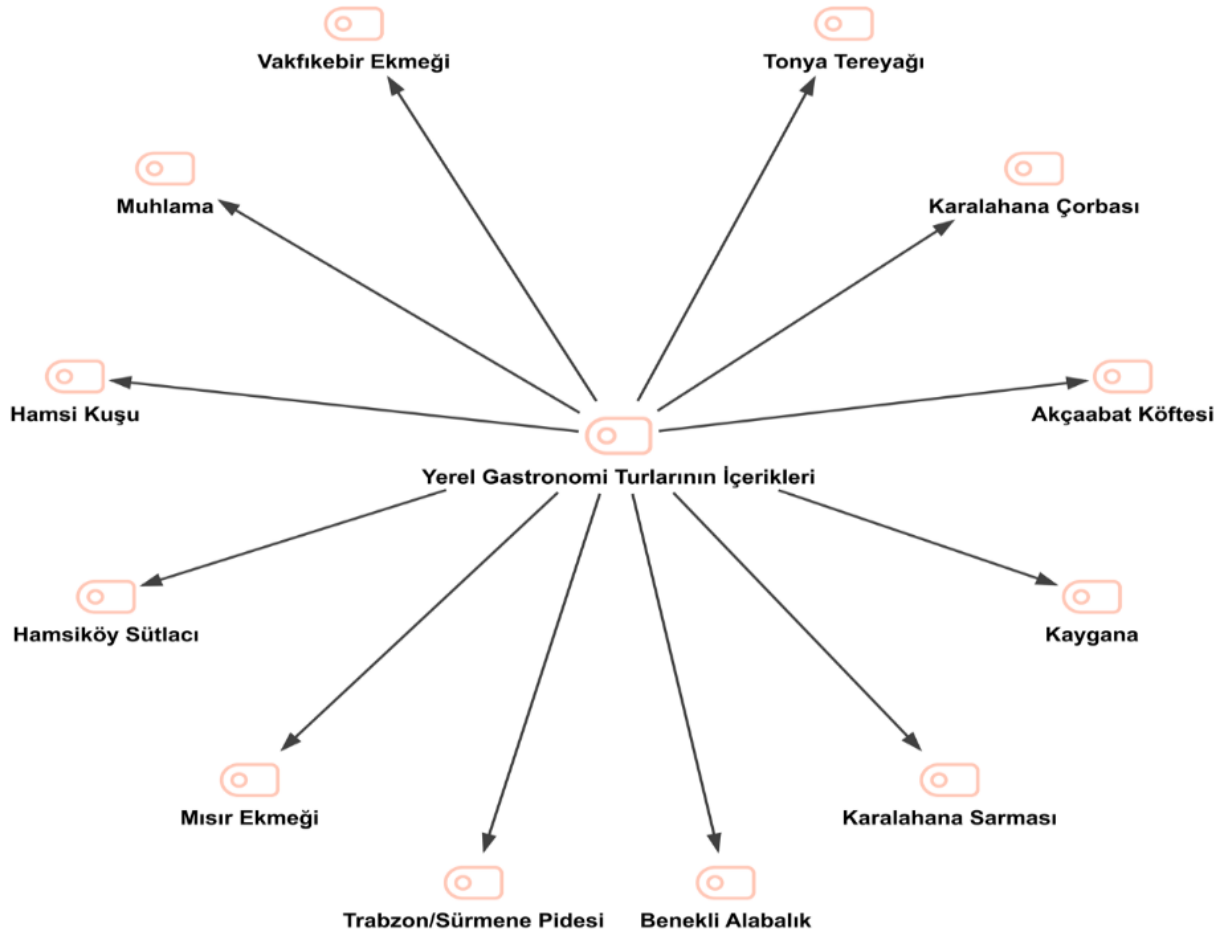 Vakfıkebir Ekmeği
Tonya Tereyağı
Muhlama
Karalahana Çorbası
Hamsi Kuşu
Akçaabat Köftesi
Yerel Gastronomi Turlarının İçerikleri
Hamsiköy Sütlacı
Kaygana
Mısır Ekmeği
Karalahana Sarması
Trabzon/Sürmene Pidesi
Benekli Alabalık